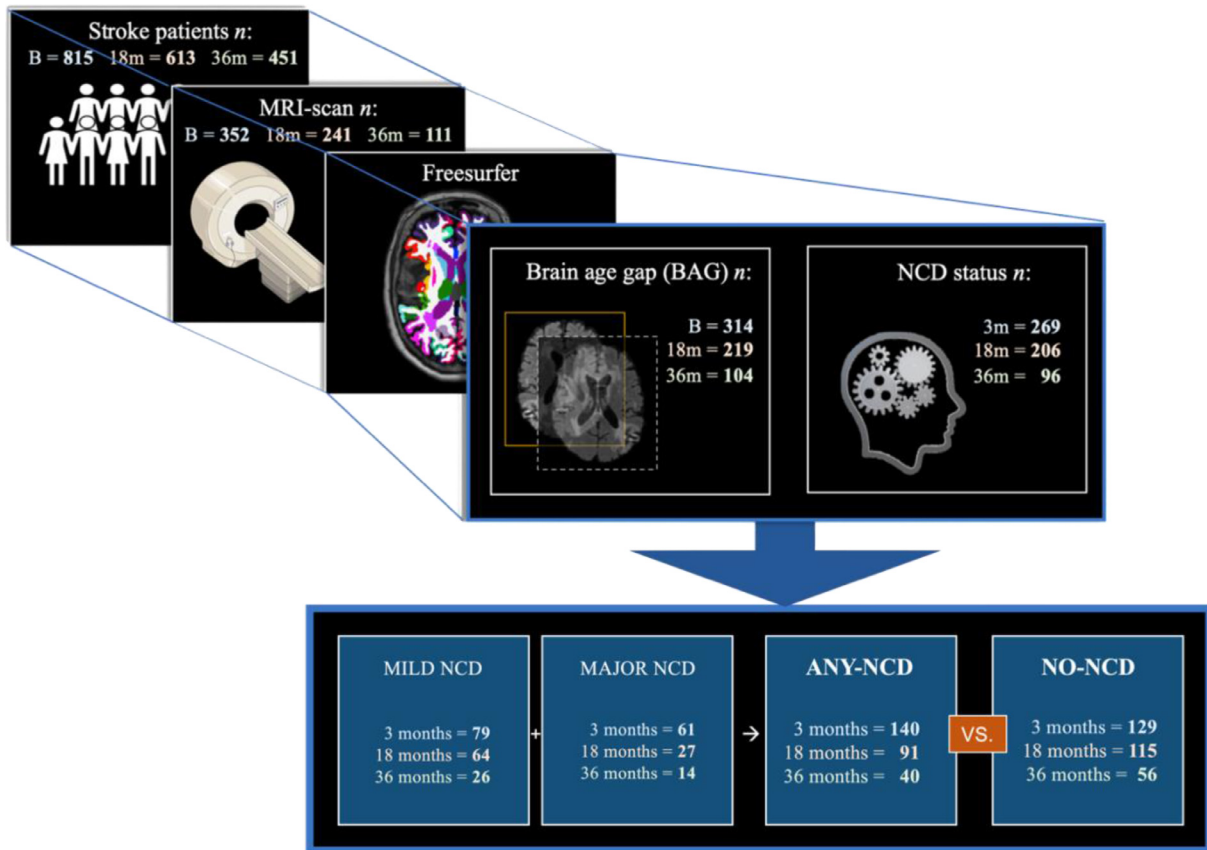 Stroke patients n:
B = 815 18m = 613 36m = 451
MRI-scan n:
B = 352 18m = 241 36m = 111
Freesurfer
Brain age gap (BAG) n:
B = 314
18m = 219
36m = 104
NCD status n:
3m = 269
18m = 206
36m = 96
MILD NCD
3 months = 79
18 months = 64
36 months = 26
+
MAJOR NCD
3 months = 61
18 months = 27
36 months = 14
→
ANY-NCD
3 months = 140
18 months = 91
36 months = 40
VS.
NO-NCD
3 months = 129
18 months = 115
36 months = 56